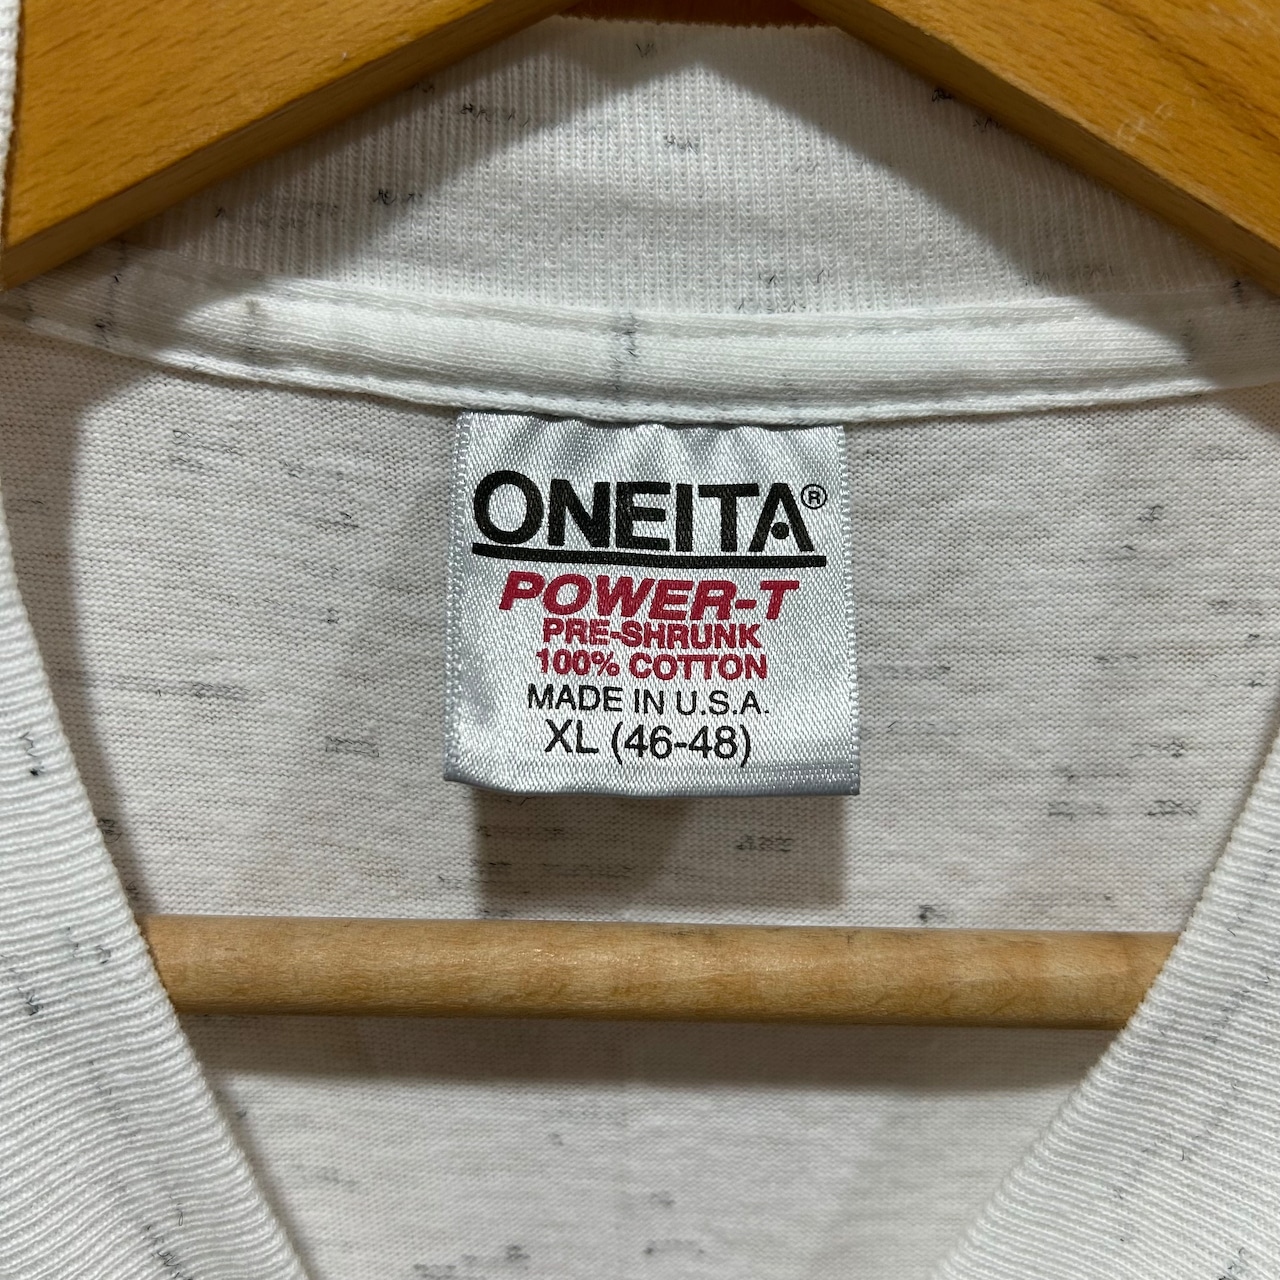 ONEITA®
POWER-T
PRE-SHRUNK
100% COTTON
MADE IN U.S.A.
XL (46-48)